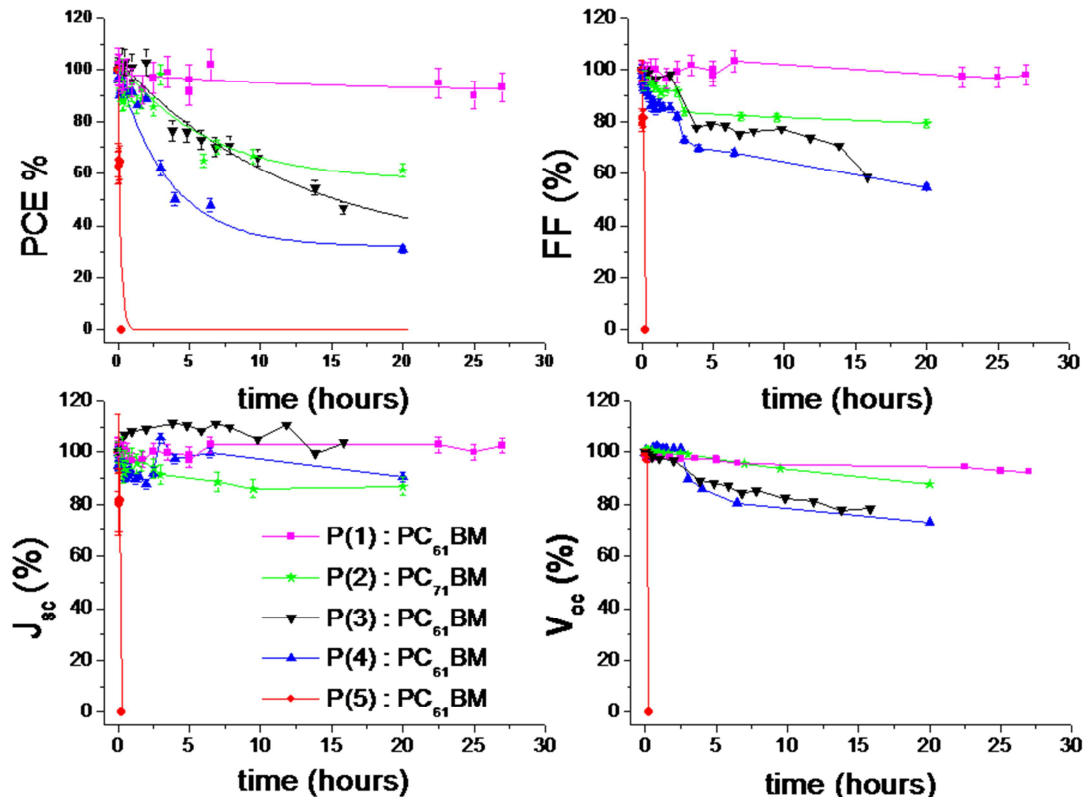 PCE %
120
100
80
60
40
20
0
0 5 10 15 20 25 30
time (hours)
FF (%)
120
100
80
60
40
20
0
0 5 10 15 20 25 30
time (hours)
J_sc (%)
120
100
80
60
40
20
0
0 5 10 15 20 25 30
time (hours)
P(1) : PC61BM
P(2) : PC71BM
P(3) : PC61BM
P(4) : PC61BM
P(5) : PC61BM
V_oc (%)
120
100
80
60
40
20
0
0 5 10 15 20 25 30
time (hours)